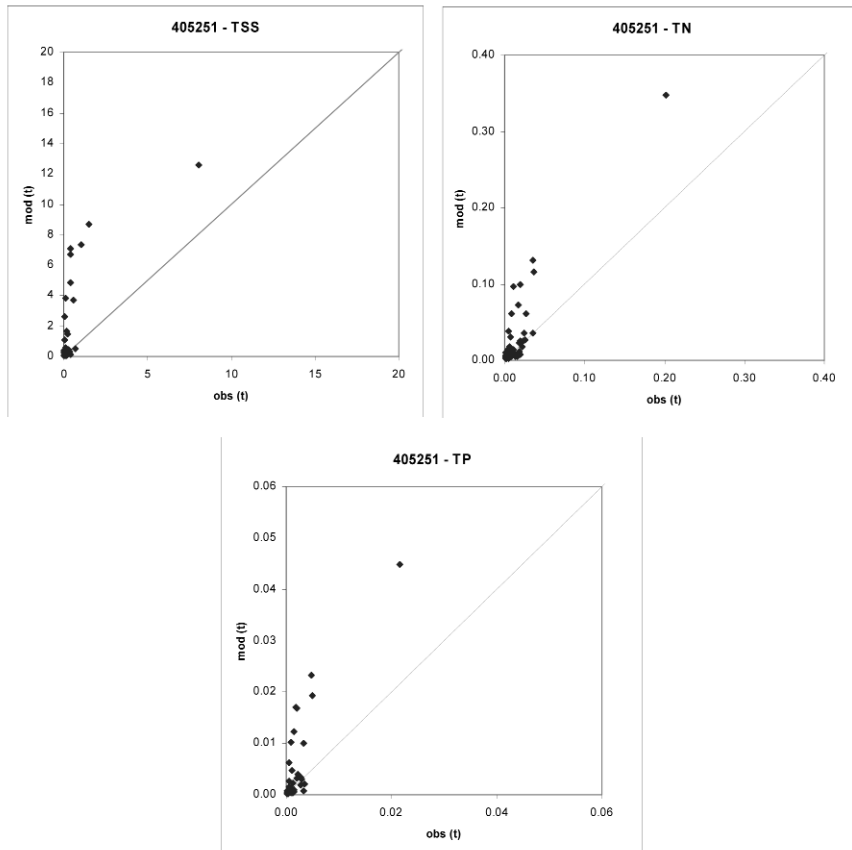 405251 - TSS
20
18
16
14
12
10
8
6
4
2
0
mod (t)
0 5 10 15 20
obs (t)
405251 - TN
0.40
0.30
0.20
0.10
0.00
mod (t)
0.00 0.10 0.20 0.30 0.40
obs (t)
405251 - TP
0.06
0.05
0.04
0.03
0.02
0.01
0.00
mod (t)
0.00 0.02 0.04 0.06
obs (t)